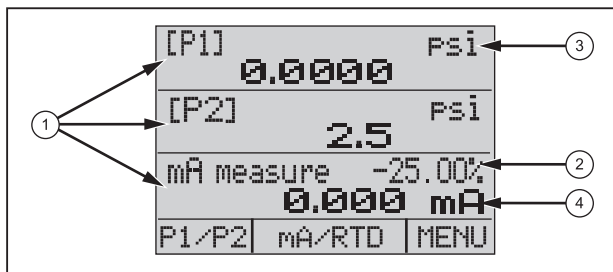 [P1] psi
0.0000
[P2] psi
2.5
mA measure -25.00%
0.000 mA
P1/P2 mA/RTD MENU
1
3
2
4